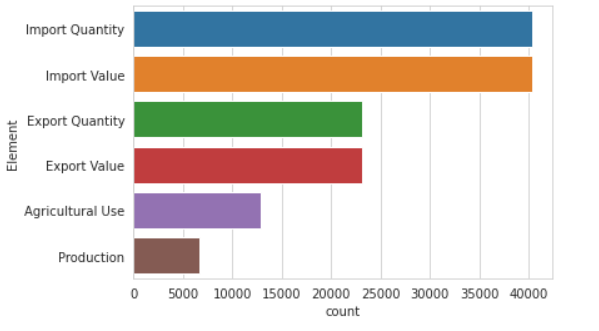 Import Quantity
Import Value
Export Quantity
Export Value
Agricultural Use
Production
Element
0 5000 10000 15000 20000 25000 30000 35000 40000
count